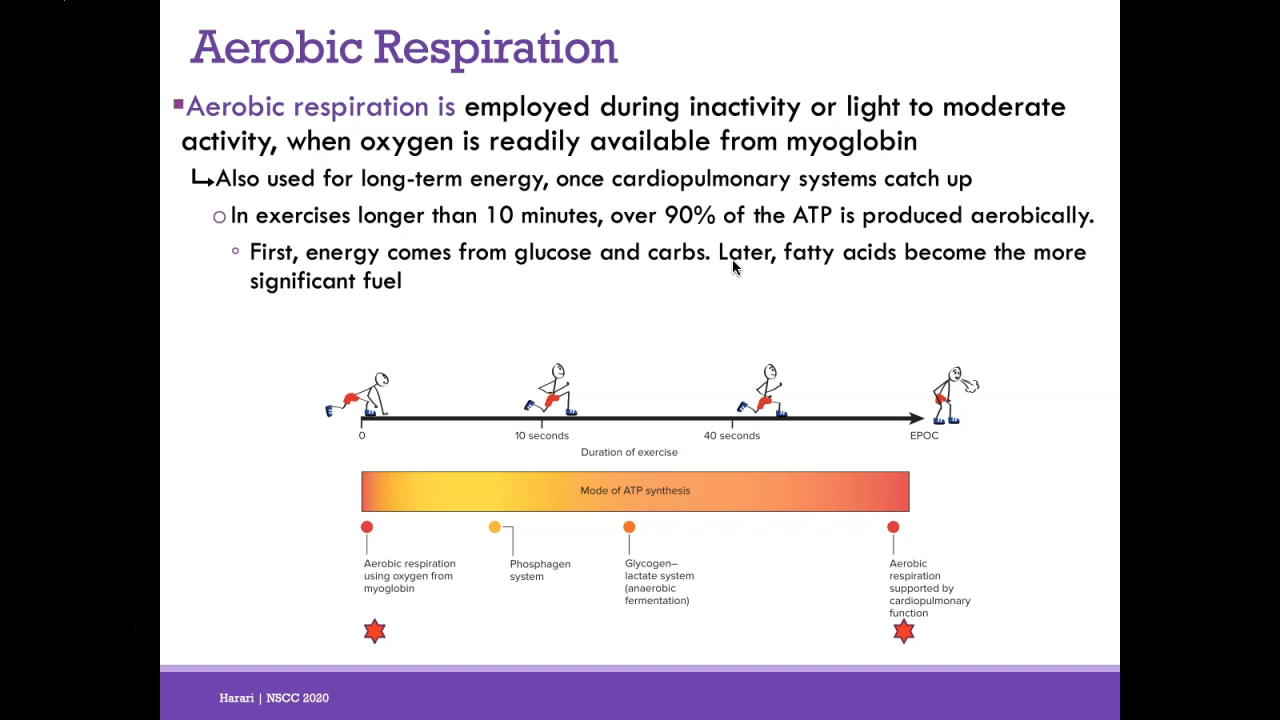 Aerobic Respiration
▪Aerobic respiration is employed during inactivity or light to moderate
activity, when oxygen is readily available from myoglobin
↳Also used for long-term energy, once cardiopulmonary systems catch up
○In exercises longer than 10 minutes, over 90% of the ATP is produced aerobically.
◦ First, energy comes from glucose and carbs. Later, fatty acids become the more
significant fuel
0
10 seconds
40 seconds
EPOC
Duration of exercise
Mode of ATP synthesis
Aerobic respiration
using oxygen from
myoglobin
Phosphagen
system
Glycogen–
lactate system
(anaerobic
fermentation)
Aerobic
respiration
supported by
cardiopulmonary
function
Harari | NSCC 2020